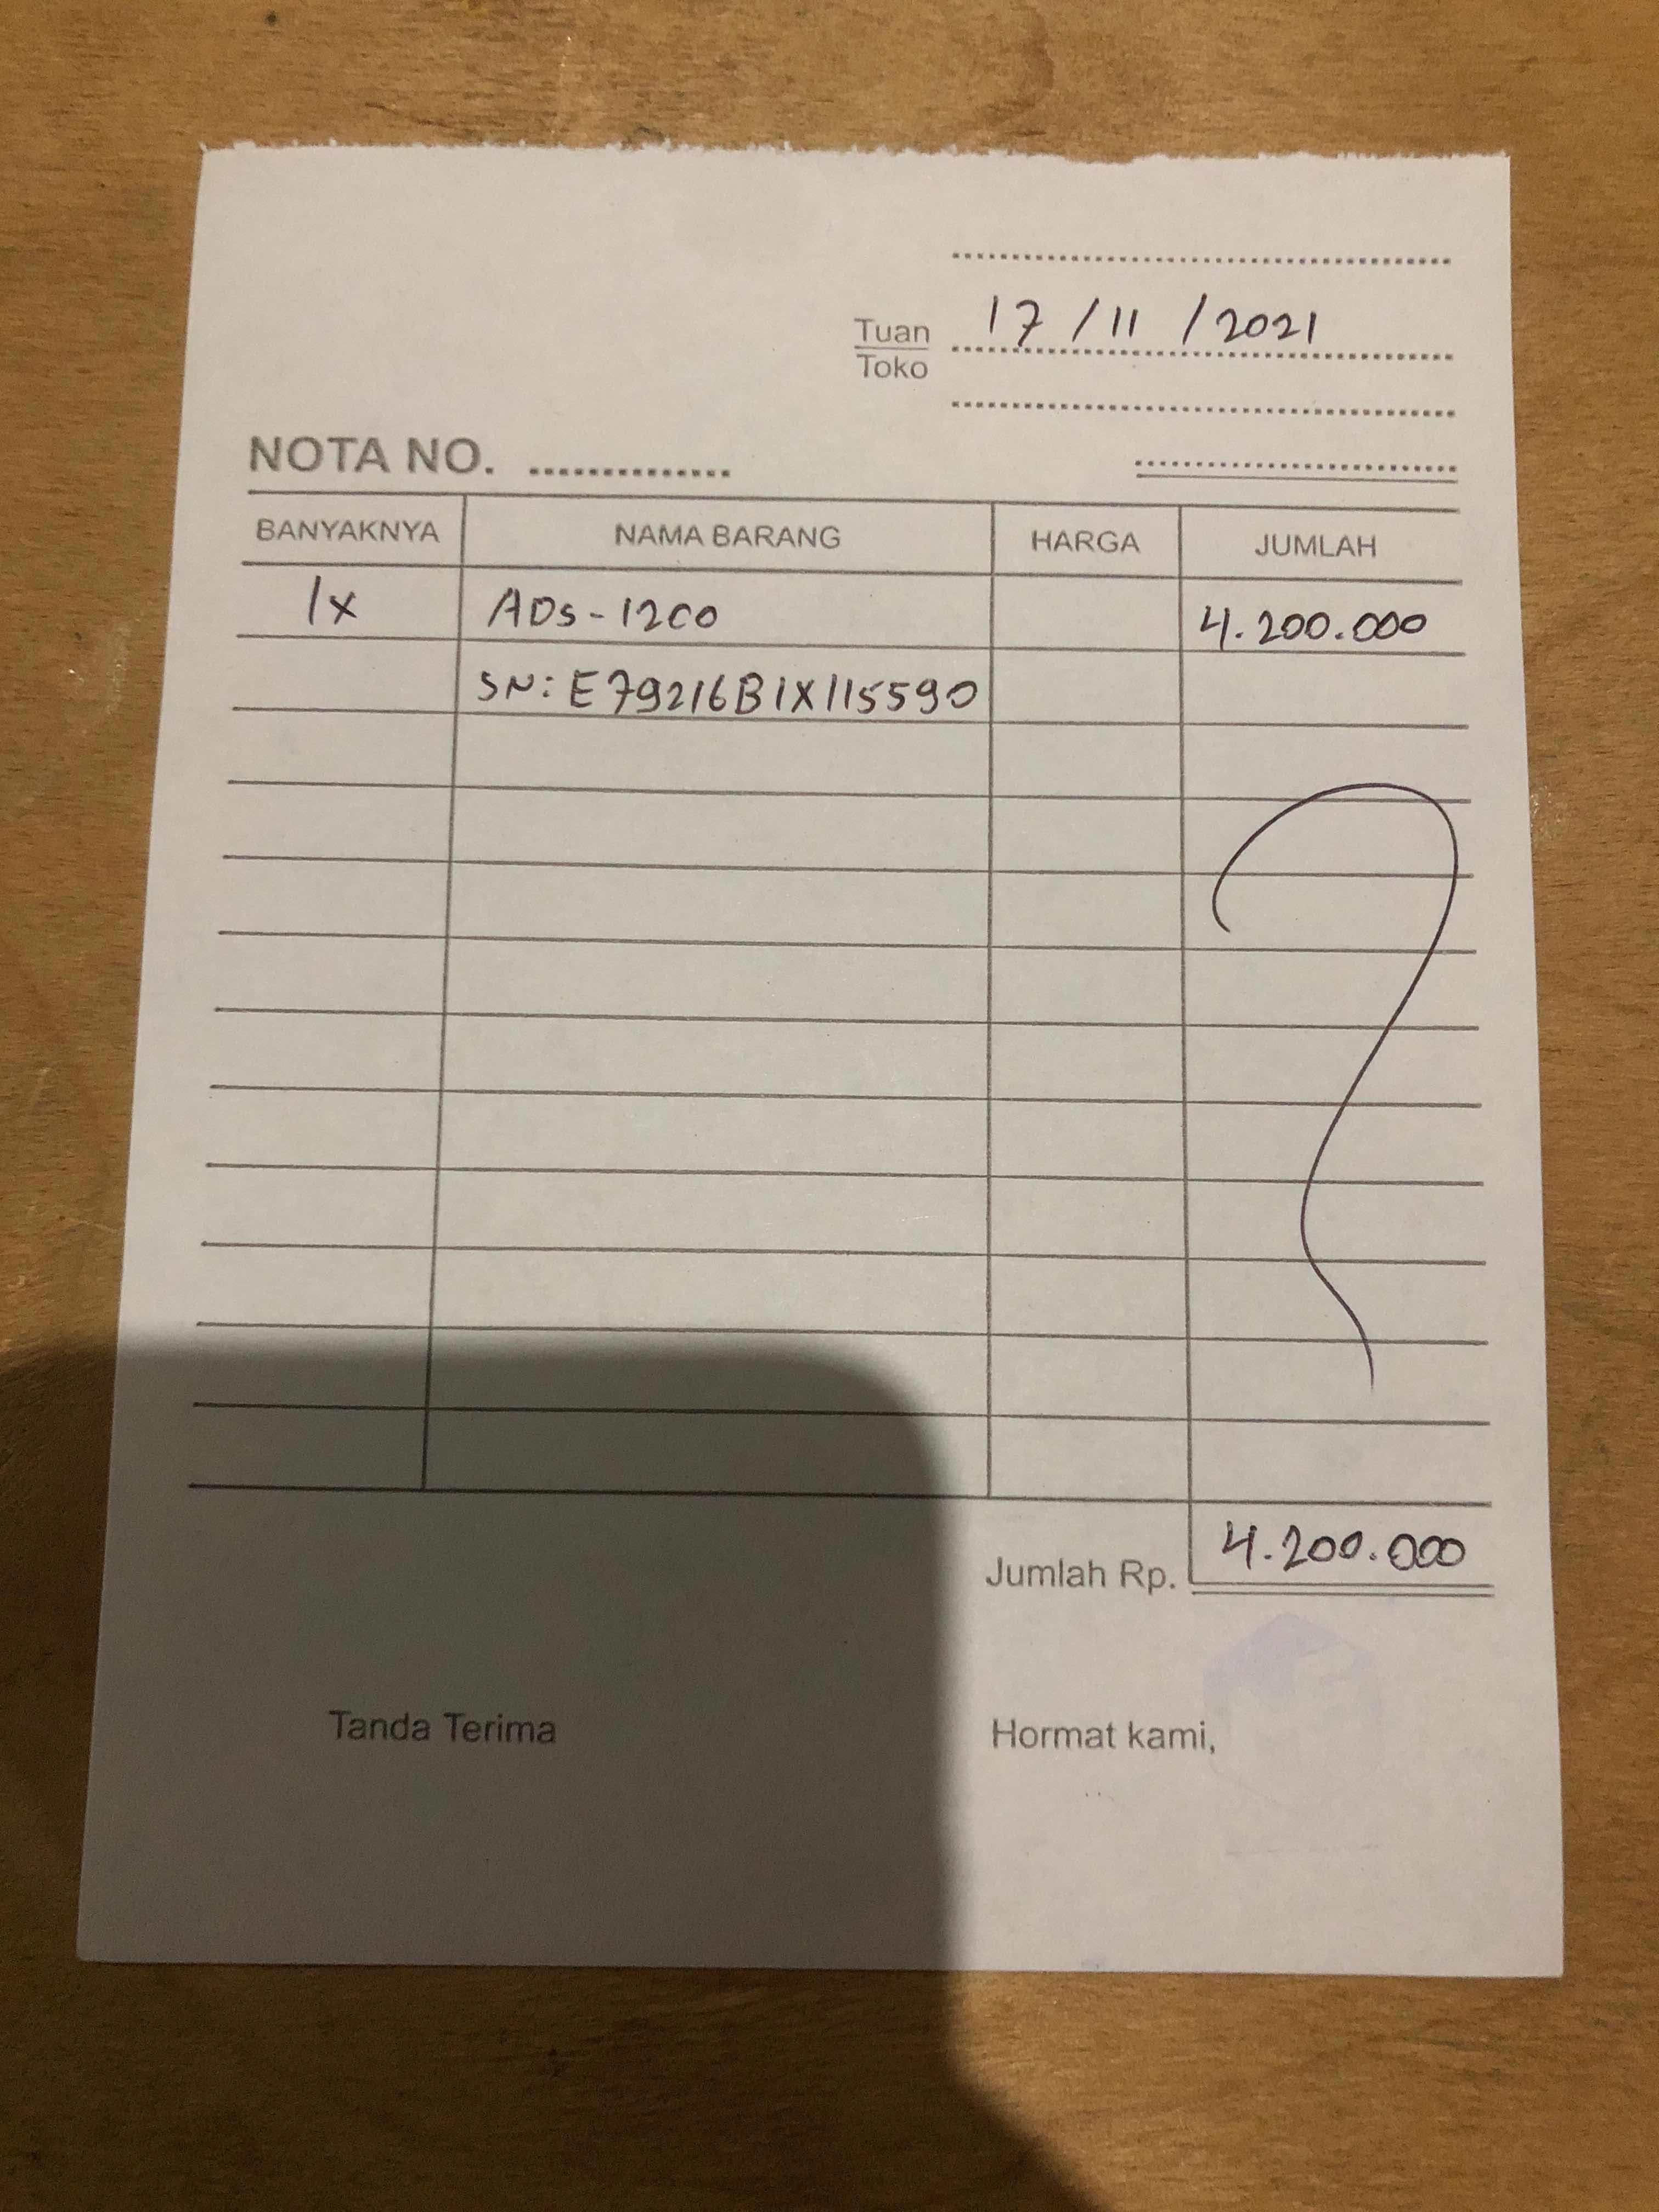 17/11/2021
Tuan
Toko
NOTA NO. ..............
BANYAKNYA NAMA BARANG HARGA JUMLAH
1x ADS-1200 4.200.000
SN: E79216B1X115590
Jumlah Rp. 4.200.000
Tanda Terima Hormat kami,